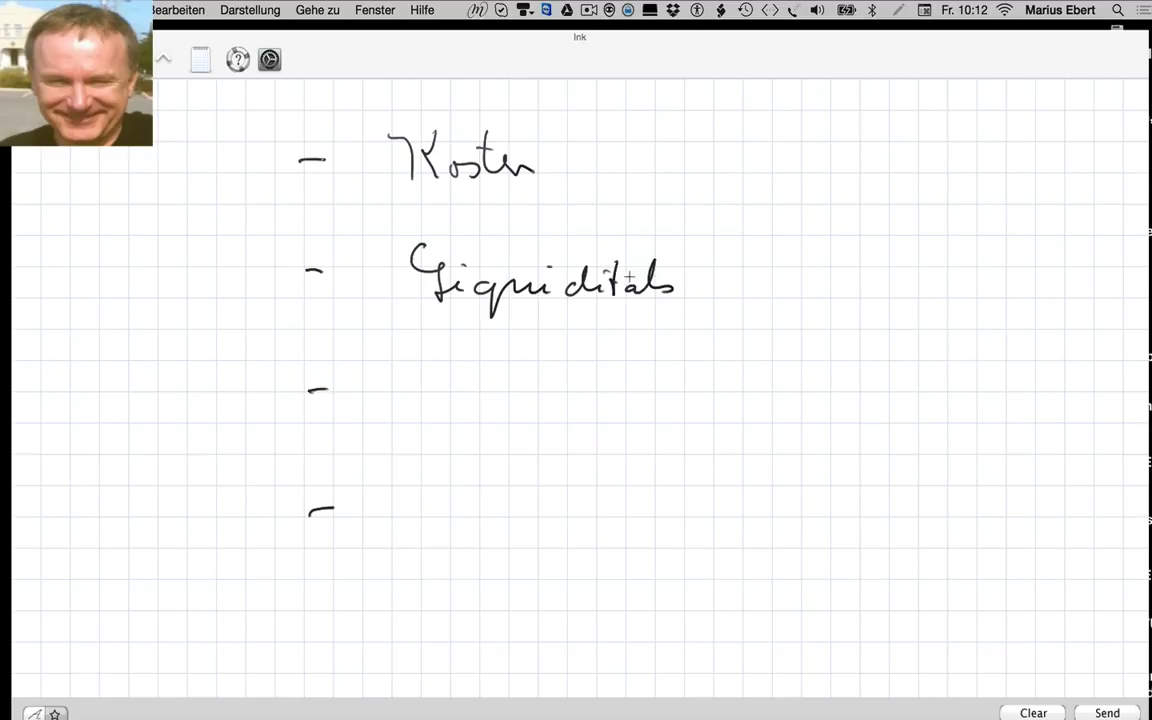 Bearbeiten Darstellung Gehe zu Fenster Hilfe Fr. 10:12 Marius Ebert
Ink
- Kosten
- Liquiditäts
-
-
Clear Send